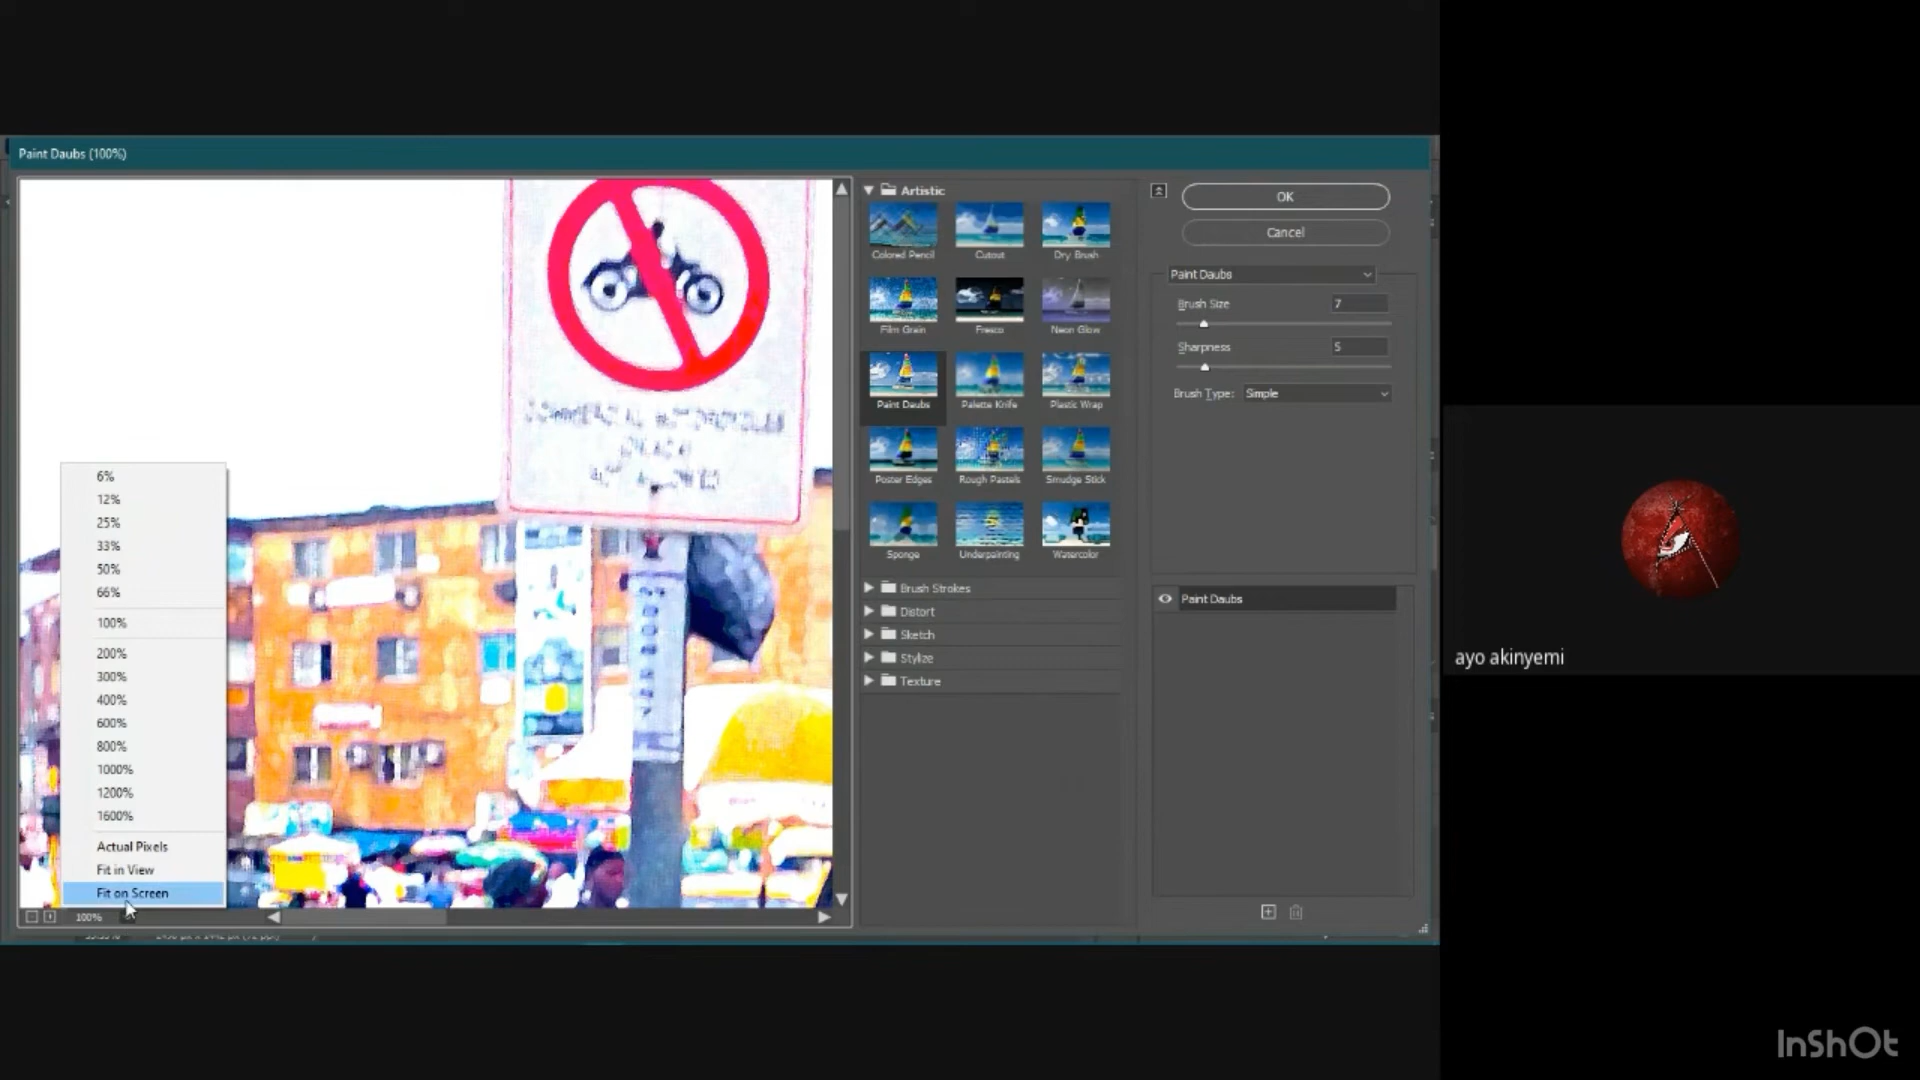 Paint Daubs (100%)
6%
12%
25%
33%
50%
66%
100%
200%
300%
400%
600%
800%
1000%
1200%
1600%
Actual Pixels
Fit in View
Fit on Screen
100%
Artistic
Colored Pencil
Cutout
Dry Brush
Film Grain
Fresco
Neon Glow
Paint Daubs
Palette Knife
Plastic Wrap
Poster Edges
Rough Pastels
Smudge Stick
Sponge
Underpainting
Watercolor
Brush Strokes
Distort
Sketch
Stylize
Texture
OK
Cancel
Paint Daubs
Brush Size 7
Sharpness 5
Brush Type: Simple
Paint Daubs
ayo akinyemi
InShOt